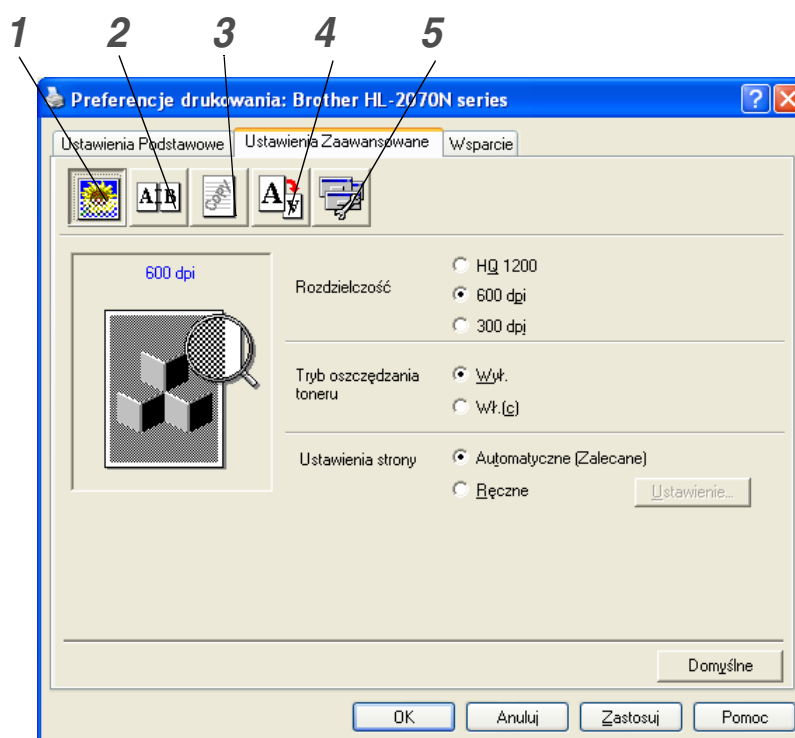 1 2 3 4 5
Preferencje drukowania: Brother HL-2070N series
Ustawienia Podstawowe Ustawienia Zaawansowane Wsparcie
A B COPY A A
600 dpi
Rozdzielczość
HQ 1200
600 dpi
300 dpi
Tryb oszczędzania
toneru
Wył.
Wł.(c)
Ustawienia strony
Automatyczne (Zalecane)
Ręczne
Ustawienie...
Domyślne
OK Anuluj Zastosuj Pomoc